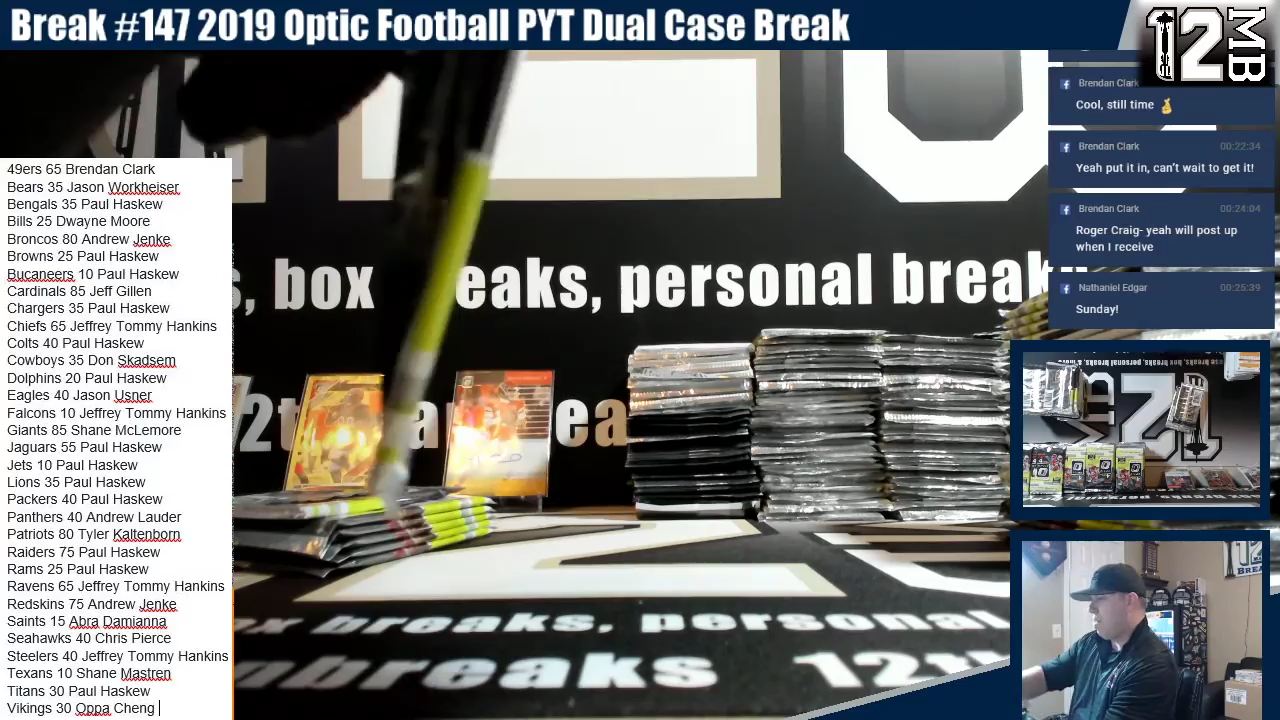 Break #147 2019 Optic Football PYT Dual Case Break
12
MB
49ers 65 Brendan Clark
Bears 35 Jason Workheiser
Bengals 35 Paul Haskew
Bills 25 Dwayne Moore
Broncos 80 Andrew Jenke
Browns 25 Paul Haskew
Bucaneers 10 Paul Haskew
Cardinals 85 Jeff Gillen
Chargers 35 Paul Haskew
Chiefs 65 Jeffrey Tommy Hankins
Colts 40 Paul Haskew
Cowboys 35 Don Skadsem
Dolphins 20 Paul Haskew
Eagles 40 Jason Usner
Falcons 10 Jeffrey Tommy Hankins
Giants 85 Shane McLemore
Jaguars 55 Paul Haskew
Jets 10 Paul Haskew
Lions 35 Paul Haskew
Packers 40 Paul Haskew
Panthers 40 Andrew Lauder
Patriots 80 Tyler Kaltenborn
Raiders 75 Paul Haskew
Rams 25 Paul Haskew
Ravens 65 Jeffrey Tommy Hankins
Redskins 75 Andrew Jenke
Saints 15 Abra Damianna
Seahawks 40 Chris Pierce
Steelers 40 Jeffrey Tommy Hankins
Texans 10 Shane Mastren
Titans 30 Paul Haskew
Vikings 30 Oppa Cheng
s, box eaks, personal break
/12t a ea
ox breaks, personal
nbreaks 12th
Brendan Clark
Cool, still time 🤞
Brendan Clark 00:22:34
Yeah put it in, can't wait to get it!
Brendan Clark 00:24:04
Roger Craig- yeah will post up
when I receive
Nathaniel Edgar 00:25:39
Sunday!